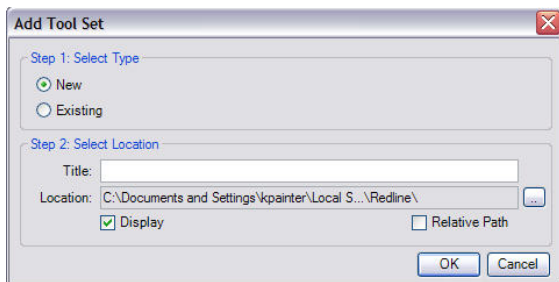 Add Tool Set
Step 1: Select Type
New
Existing
Step 2: Select Location
Title:
Location: C:\Documents and Settings\kpainter\Local S...\Redline\ ..
Display Relative Path
OK Cancel